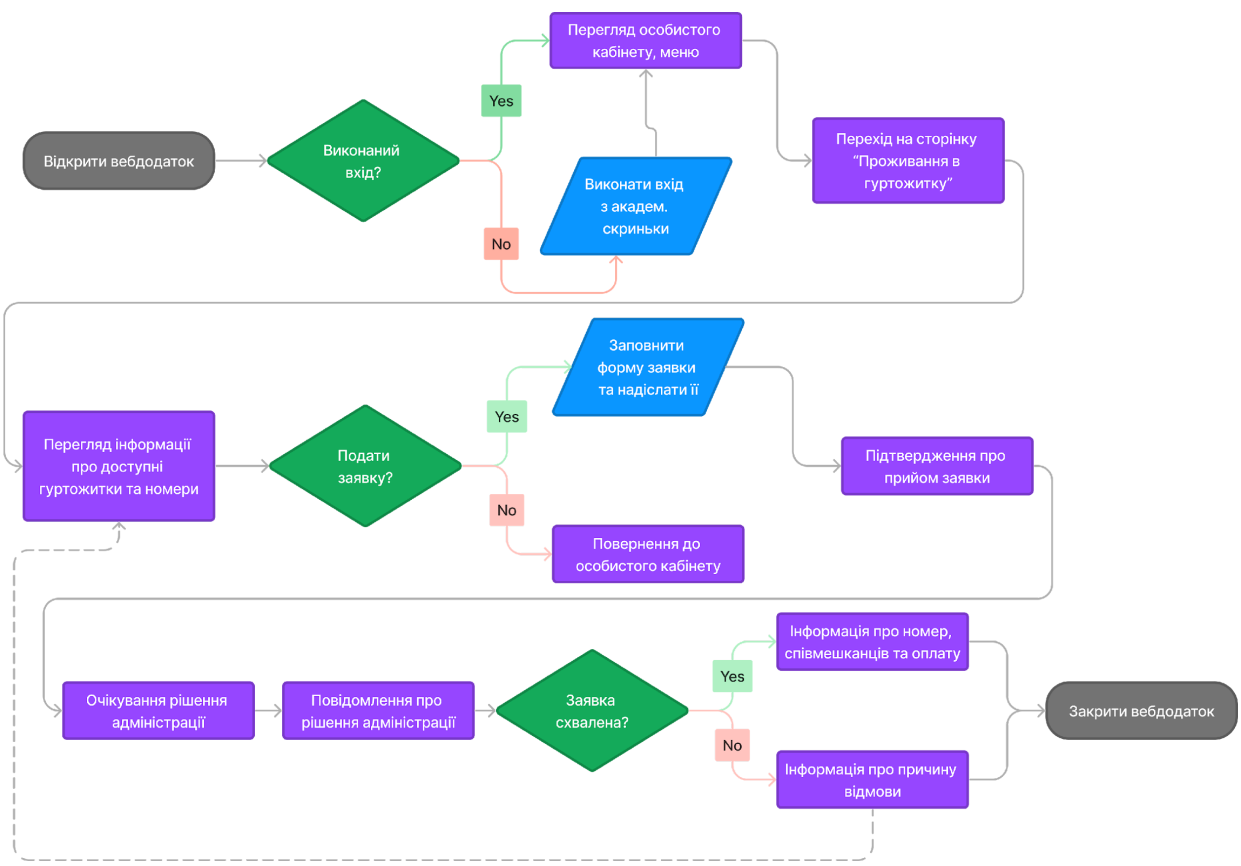 Перегляд особистого
кабінету, меню
Yes
Відкрити вебдодаток
Виконаний
вхід?
Перехід на сторінку
“Проживання в
гуртожитку”
Виконати вхід
з академ.
скриньки
No
Заповнити
форму заявки
та надіслати її
Yes
Перегляд інформації
про доступні
гуртожитки та номери
Подати
заявку?
Підтвердження про
прийом заявки
No
Повернення до
особистого кабінету
Інформація про номер,
співмешканців та оплату
Yes
Очікування рішення
адміністрації
Повідомлення про
рішення адміністрації
Заявка
схвалена?
Закрити вебдодаток
No
Інформація про причину
відмови